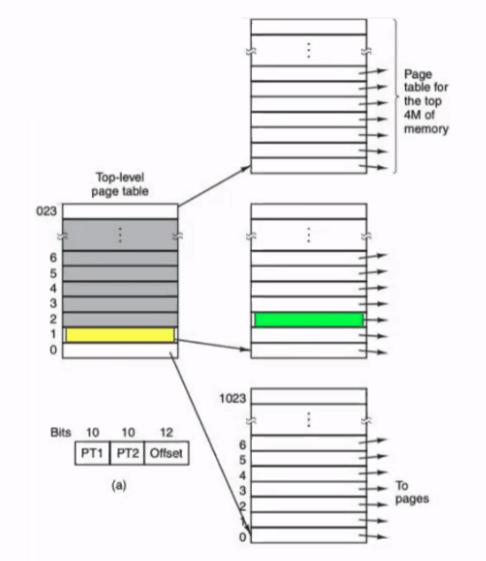 Page
table for
the top
4M of
memory
Top-level
page table
023
6
5
4
3
2
1
0
Bits 10 10 12
PT1 PT2 Offset
(a)
1023
6
5
4
3
2
1
0
To
pages